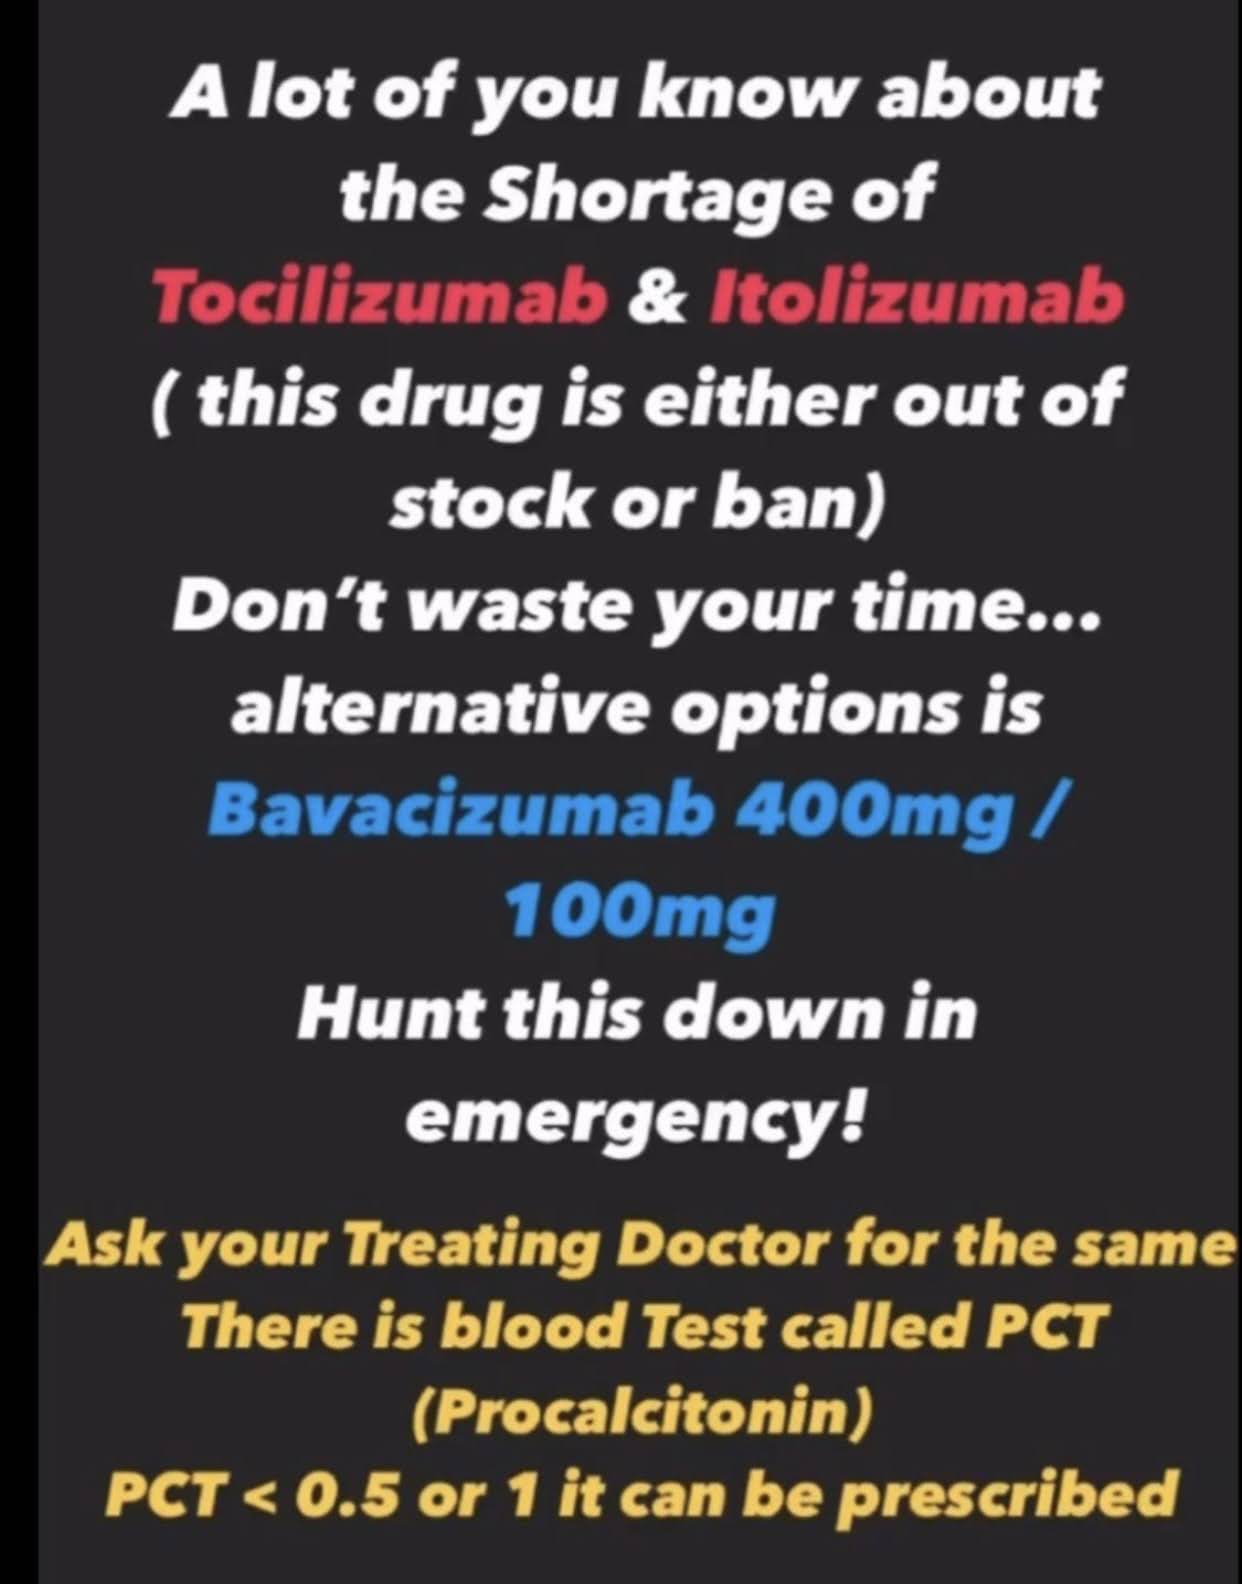 A lot of you know about
the Shortage of
Tocilizumab & Itolizumab
( this drug is either out of
stock or ban)
Don't waste your time...
alternative options is
Bavacizumab 400mg /
100mg
Hunt this down in
emergency!
Ask your Treating Doctor for the same
There is blood Test called PCT
(Procalcitonin)
PCT < 0.5 or 1 it can be prescribed